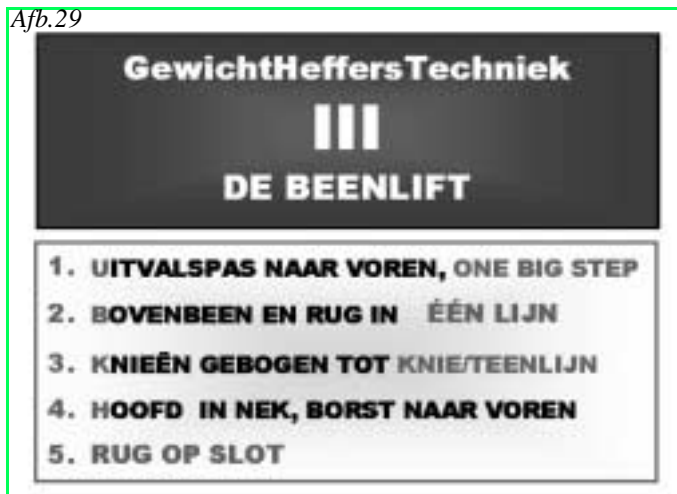 Afb.29
GewichtHeffersTechniek
III
DE BEENLIFT
1. UITVALSPAS NAAR VOREN, ONE BIG STEP
2. BOVENBEEN EN RUG IN ÉÉN LIJN
3. KNIEËN GEBOGEN TOT KNIE/TEENLIJN
4. HOOFD IN NEK, BORST NAAR VOREN
5. RUG OP SLOT